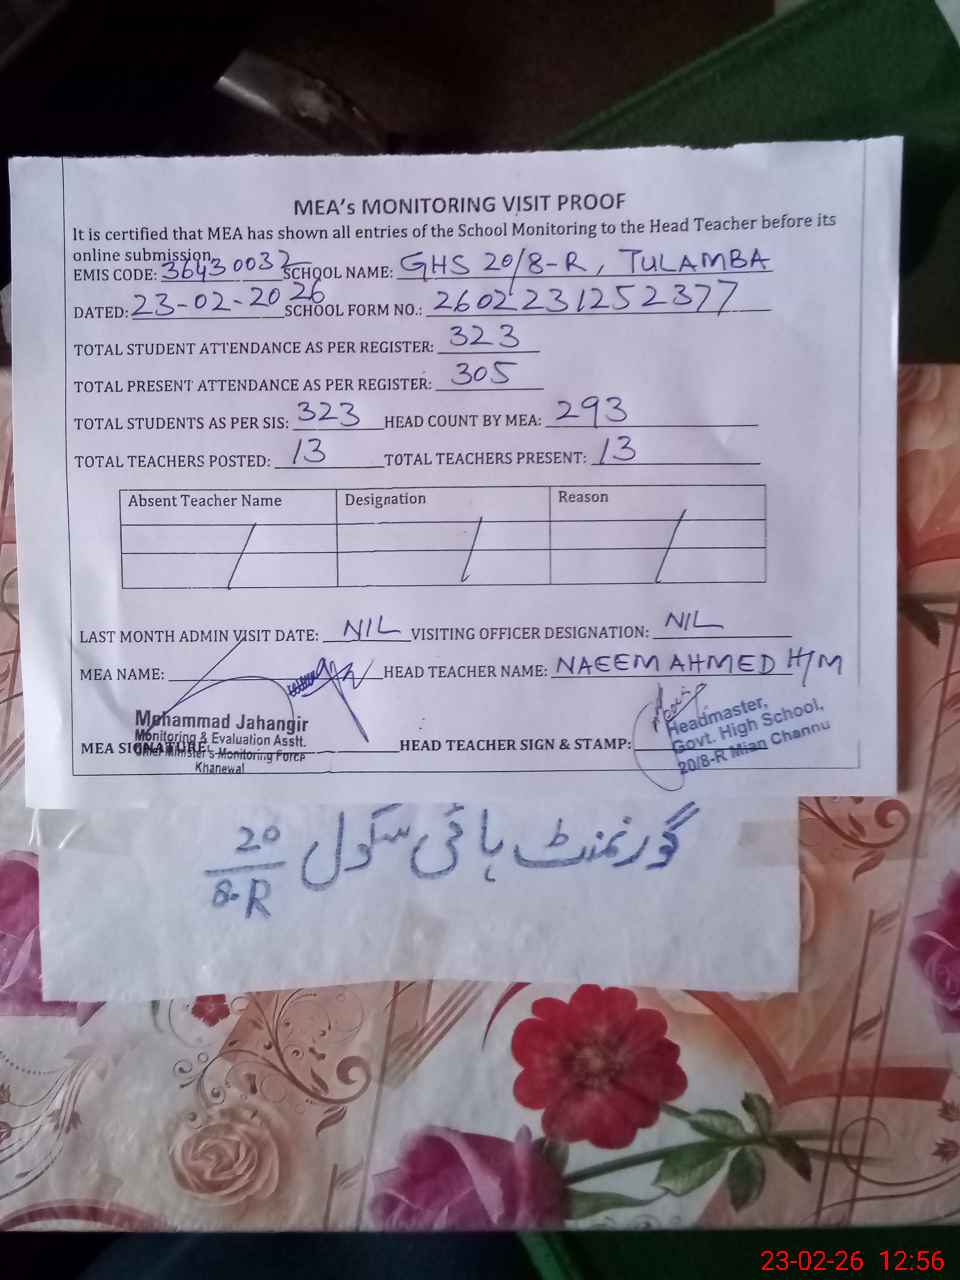 MEA's MONITORING VISIT PROOF
It is certified that MEA has shown all entries of the School Monitoring to the Head Teacher before its
online submission.
EMIS CODE: 36430032 SCHOOL NAME: GHS 20/8-R, TULAMBA
DATED: 23-02-2026 SCHOOL FORM NO.: 2602231252377
TOTAL STUDENT ATTENDANCE AS PER REGISTER: 323
TOTAL PRESENT ATTENDANCE AS PER REGISTER: 305
TOTAL STUDENTS AS PER SIS: 323 HEAD COUNT BY MEA: 293
TOTAL TEACHERS POSTED: 13 TOTAL TEACHERS PRESENT: 13
Absent Teacher Name Designation Reason
LAST MONTH ADMIN VISIT DATE: NIL VISITING OFFICER DESIGNATION: NIL
MEA NAME: HEAD TEACHER NAME: NAEEM AHMED H/M
Mohammad Jahangir
Monitoring & Evaluation Asstt.
Chief Minister's Monitoring Force
Khanewal
MEA SIGNATURE: HEAD TEACHER SIGN & STAMP:
Headmaster,
Govt. High School,
20/8-R Mian Channu
گورنمنٹ ہائی سکول 20/8-R
23-02-26 12:56